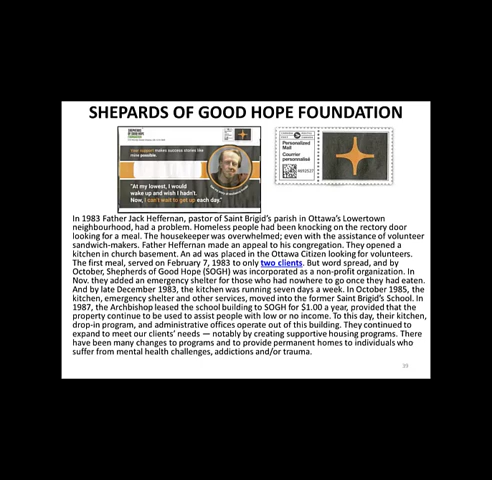 SHEPARDS OF GOOD HOPE FOUNDATION
Your support makes success stories like
mine possible.
"At my lowest, I would
wake up and wish I hadn't.
Now, I can't wait to get up each day."
Personalized
Mail
Courrier
personnalisé
In 1983 Father Jack Heffernan, pastor of Saint Brigid's parish in Ottawa's Lowertown
neighbourhood, had a problem. Homeless people had been knocking on the rectory door
looking for a meal. The housekeeper was overwhelmed; even with the assistance of volunteer
sandwich-makers. Father Heffernan made an appeal to his congregation. They opened a
kitchen in church basement. An ad was placed in the Ottawa Citizen looking for volunteers.
The first meal, served on February 7, 1983 to only two clients. But word spread, and by
October, Shepherds of Good Hope (SOGH) was incorporated as a non-profit organization. In
Nov. they added an emergency shelter for those who had nowhere to go once they had eaten.
And by late December 1983, the kitchen was running seven days a week. In October 1985, the
kitchen, emergency shelter and other services, moved into the former Saint Brigid's School. In
1987, the Archbishop leased the school building to SOGH for $1.00 a year, provided that the
property continue to be used to assist people with low or no income. To this day, their kitchen,
drop-in program, and administrative offices operate out of this building. They continued to
expand to meet our clients' needs — notably by creating supportive housing programs. There
have been many changes to programs and to provide permanent homes to individuals who
suffer from mental health challenges, addictions and/or trauma.
39